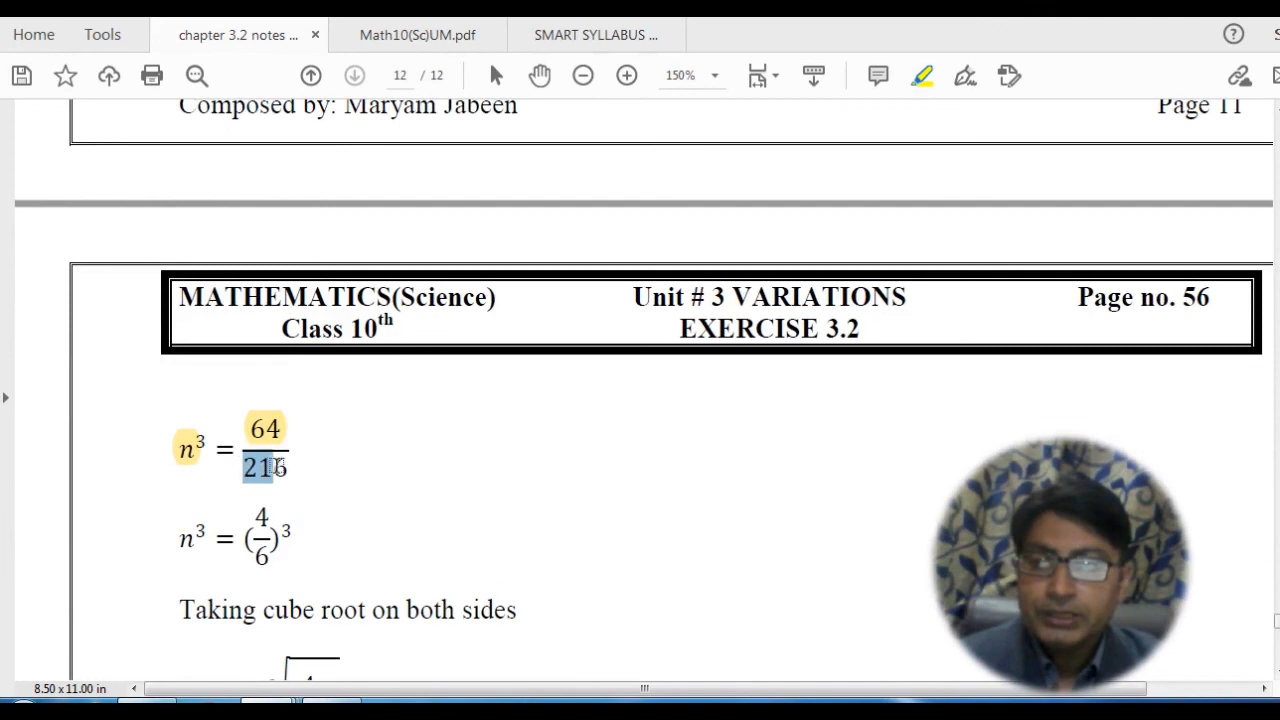 Home Tools chapter 3.2 notes ... × Math10(Sc)UM.pdf SMART SYLLABUS ...
12 / 12 150%
Composed by: Maryam Jabeen Page 11
MATHEMATICS(Science) Unit # 3 VARIATIONS Page no. 56
Class 10th EXERCISE 3.2
n³ = 64/216
n³ = (4/6)³
Taking cube root on both sides
8.50 x 11.00 in